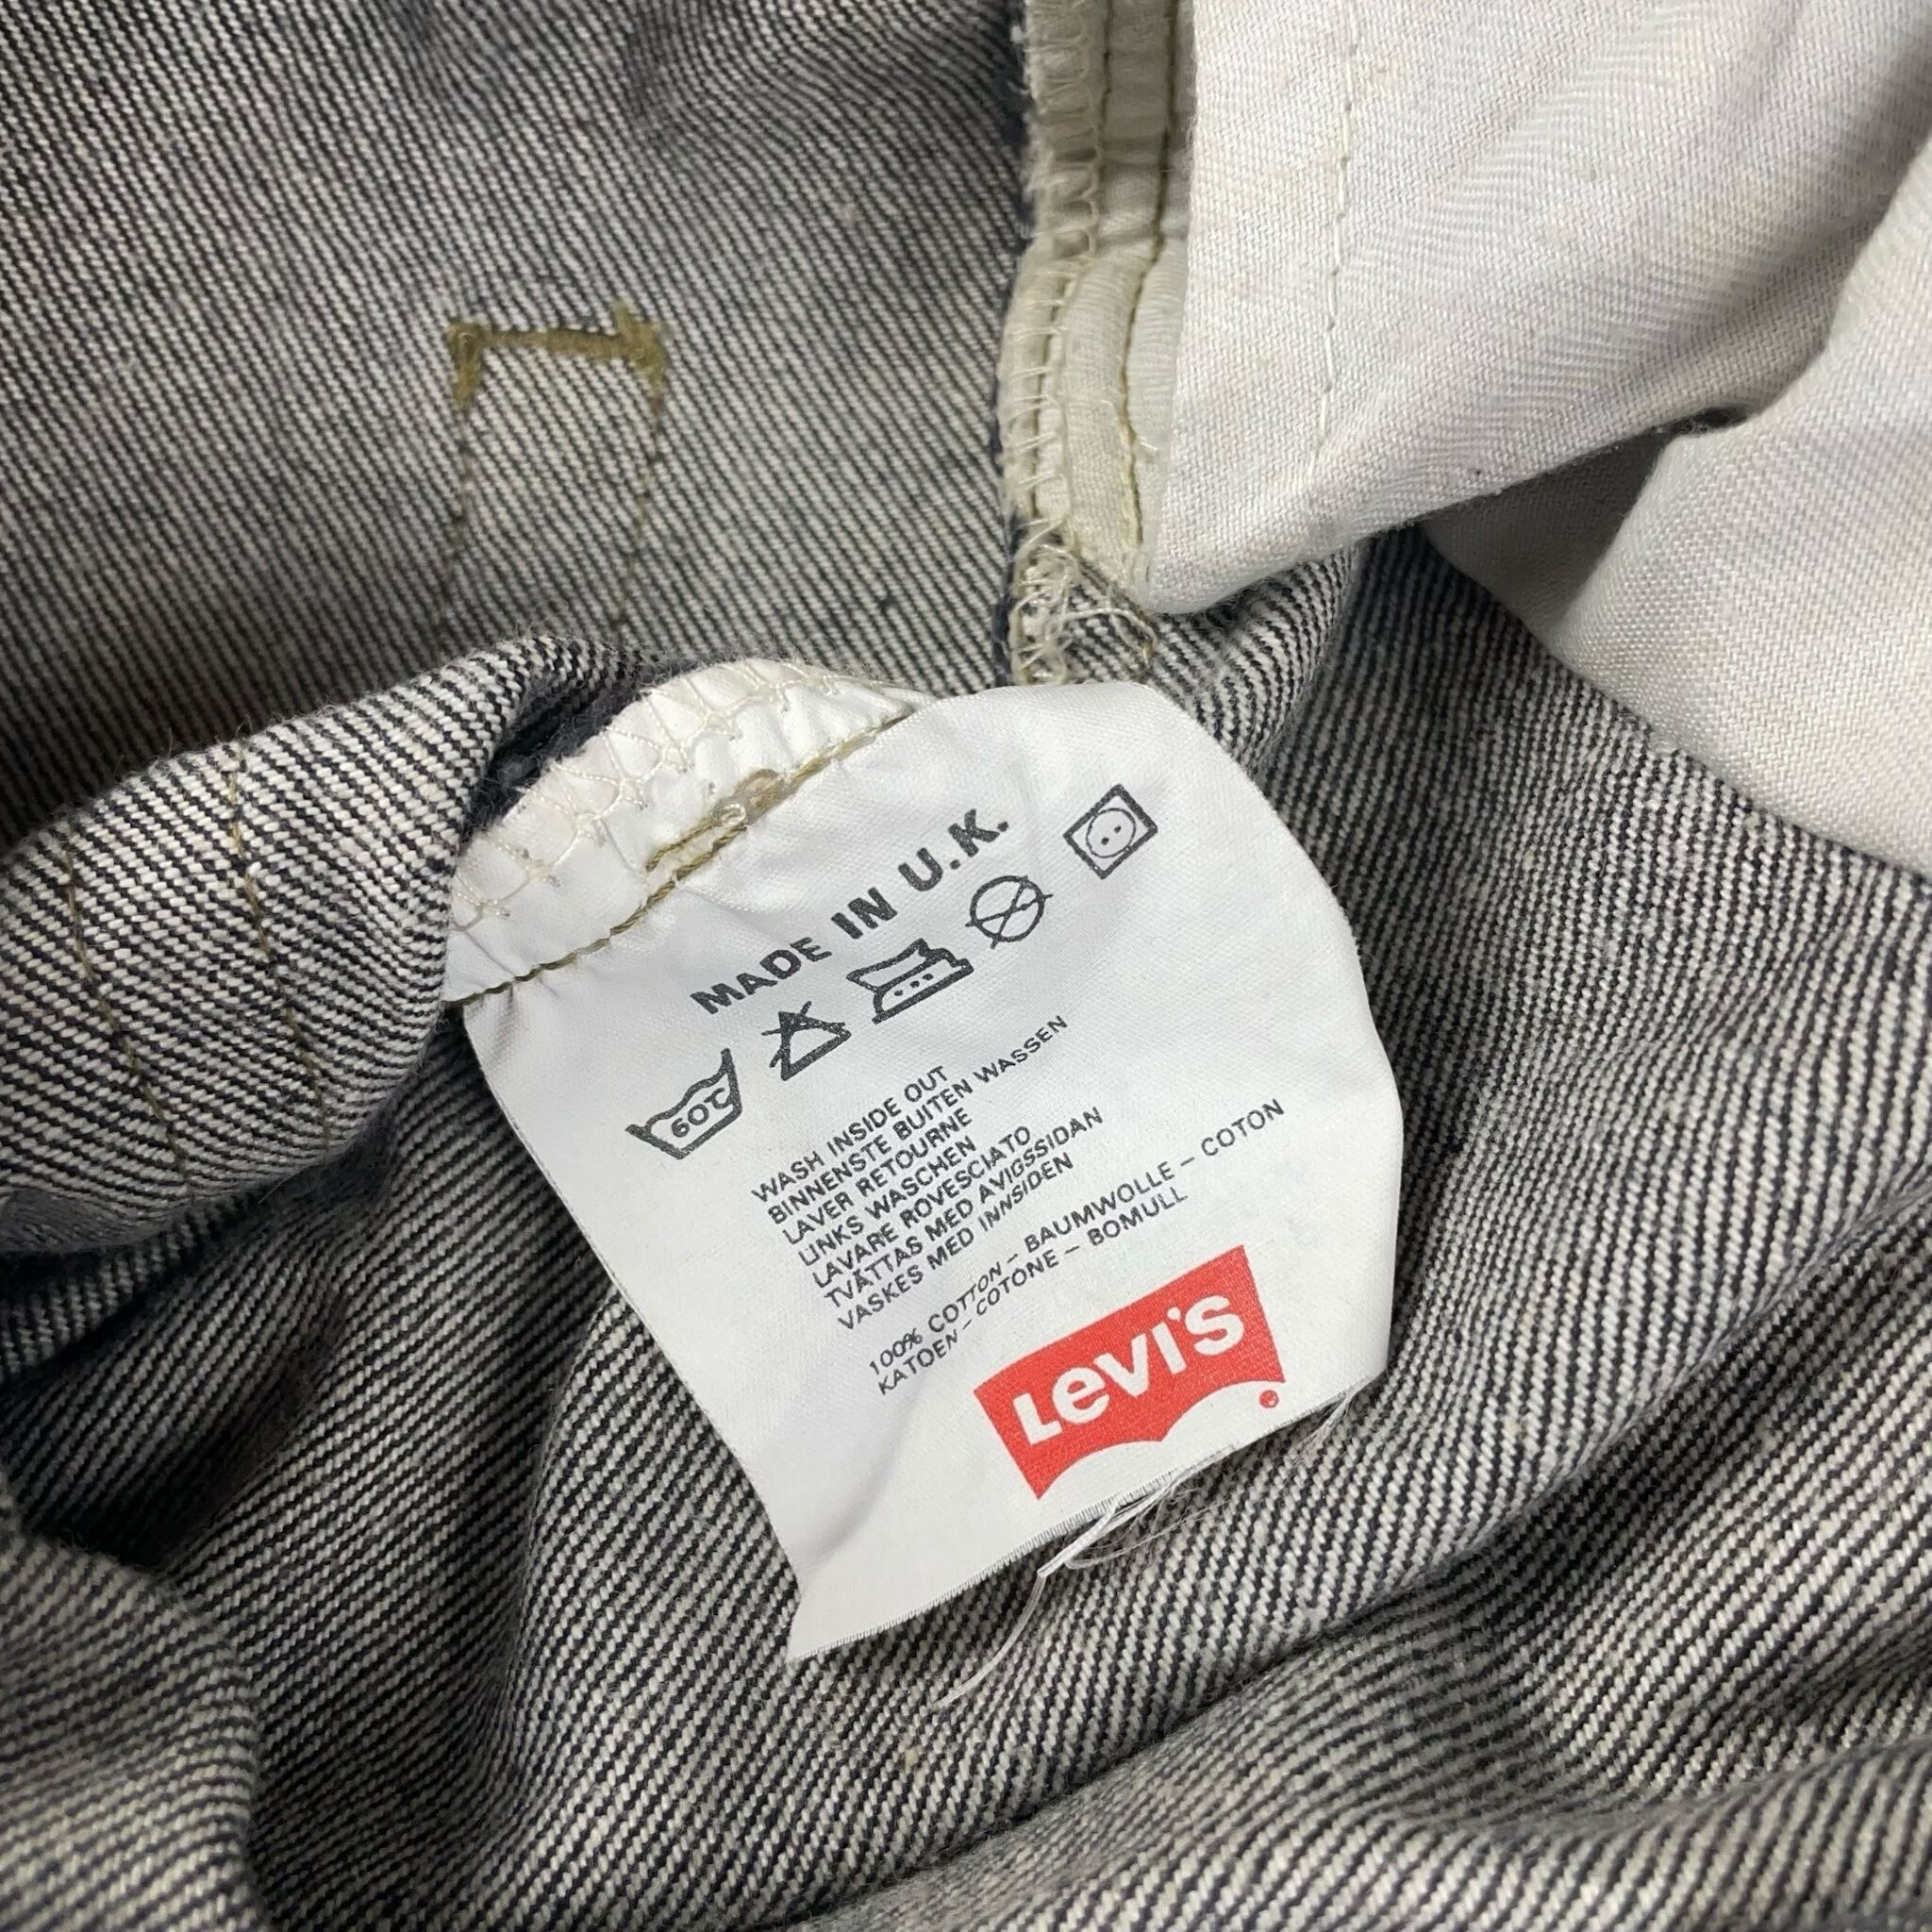 MADE IN U.K.
60°C
WASH INSIDE OUT
BINNENSTE BUITEN WASSEN
LAVER RETOURNE
LINKS WASCHEN
LAVARE ROVESCIATO
TVÄTTAS MED AVIGSSIDAN
VASKES MED INNSIDEN
100% COTTON – BAUMWOLLE – COTON
KATOEN – COTONE – BOMULL
Levi's
®